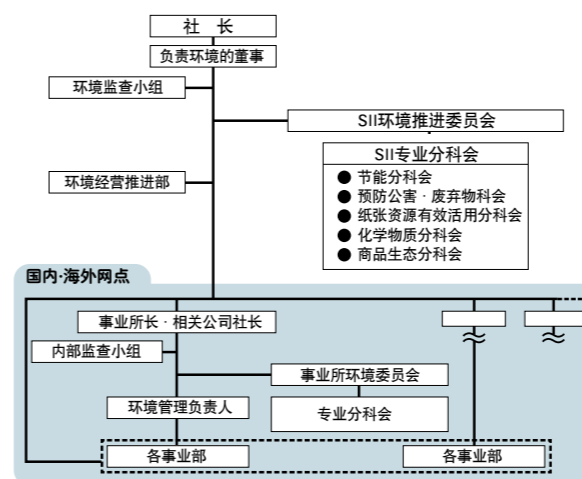 社 长
负责环境的董事
环境监查小组
SII环境推进委员会
SII专业分科会
● 节能分科会
● 预防公害·废弃物科会
● 纸张资源有效活用分科会
● 化学物质分科会
● 商品生态分科会
环境经营推进部
国内·海外网点
事业所长·相关公司社长
内部监查小组
事业所环境委员会
环境管理负责人
专业分科会
各事业部
各事业部